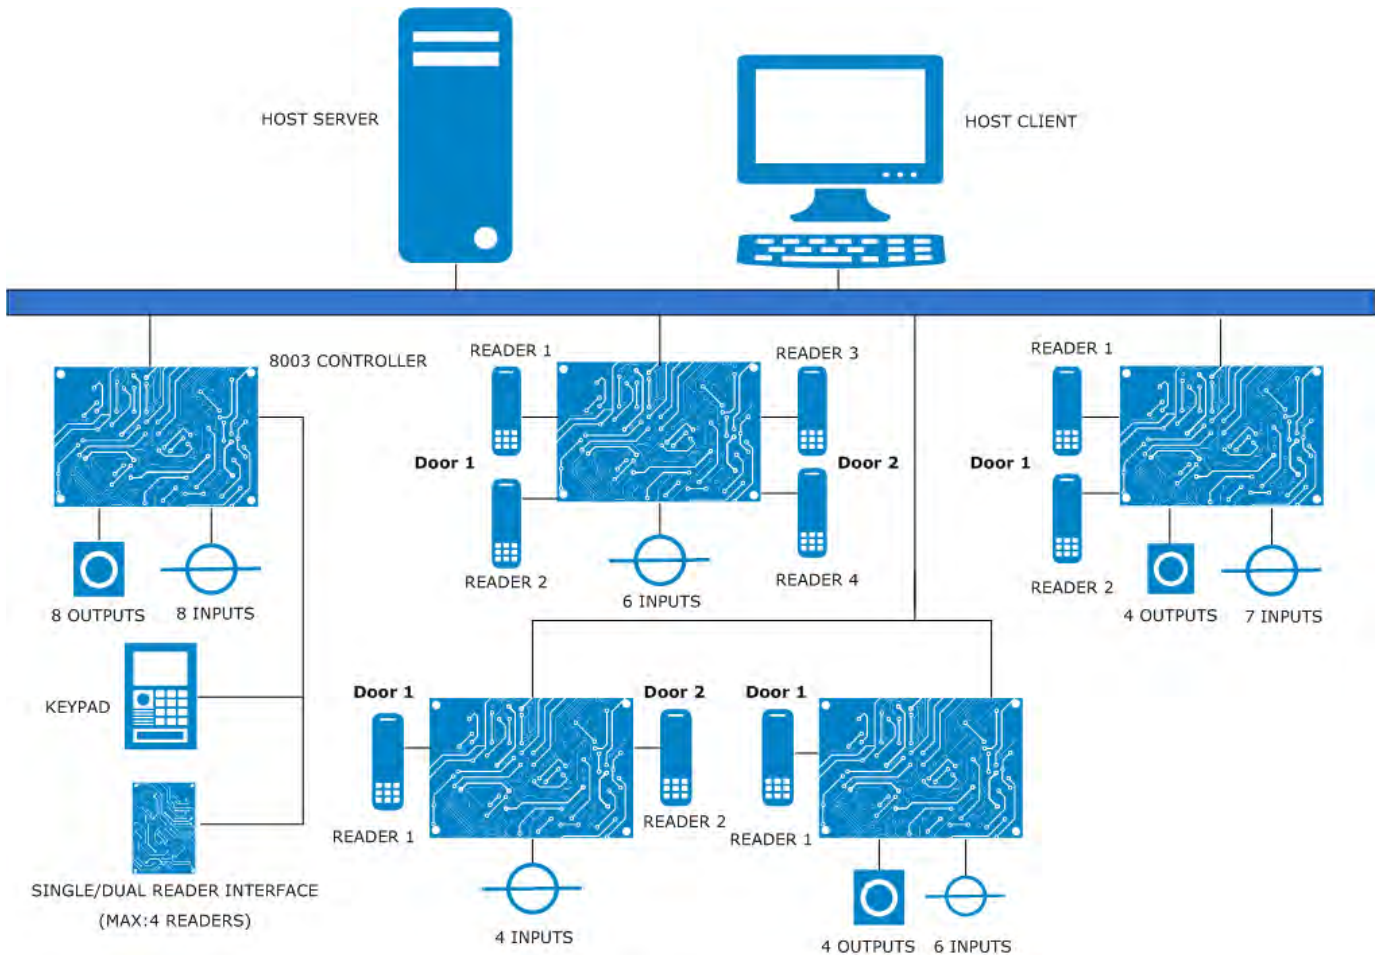 HOST SERVER
HOST CLIENT
8003 CONTROLLER
READER 1
READER 3
READER 1
Door 1
Door 2
Door 1
READER 2
READER 4
READER 2
8 OUTPUTS
8 INPUTS
6 INPUTS
4 OUTPUTS
7 INPUTS
KEYPAD
Door 1
Door 2
Door 1
READER 1
READER 2
READER 1
SINGLE/DUAL READER INTERFACE
(MAX:4 READERS)
4 INPUTS
4 OUTPUTS
6 INPUTS